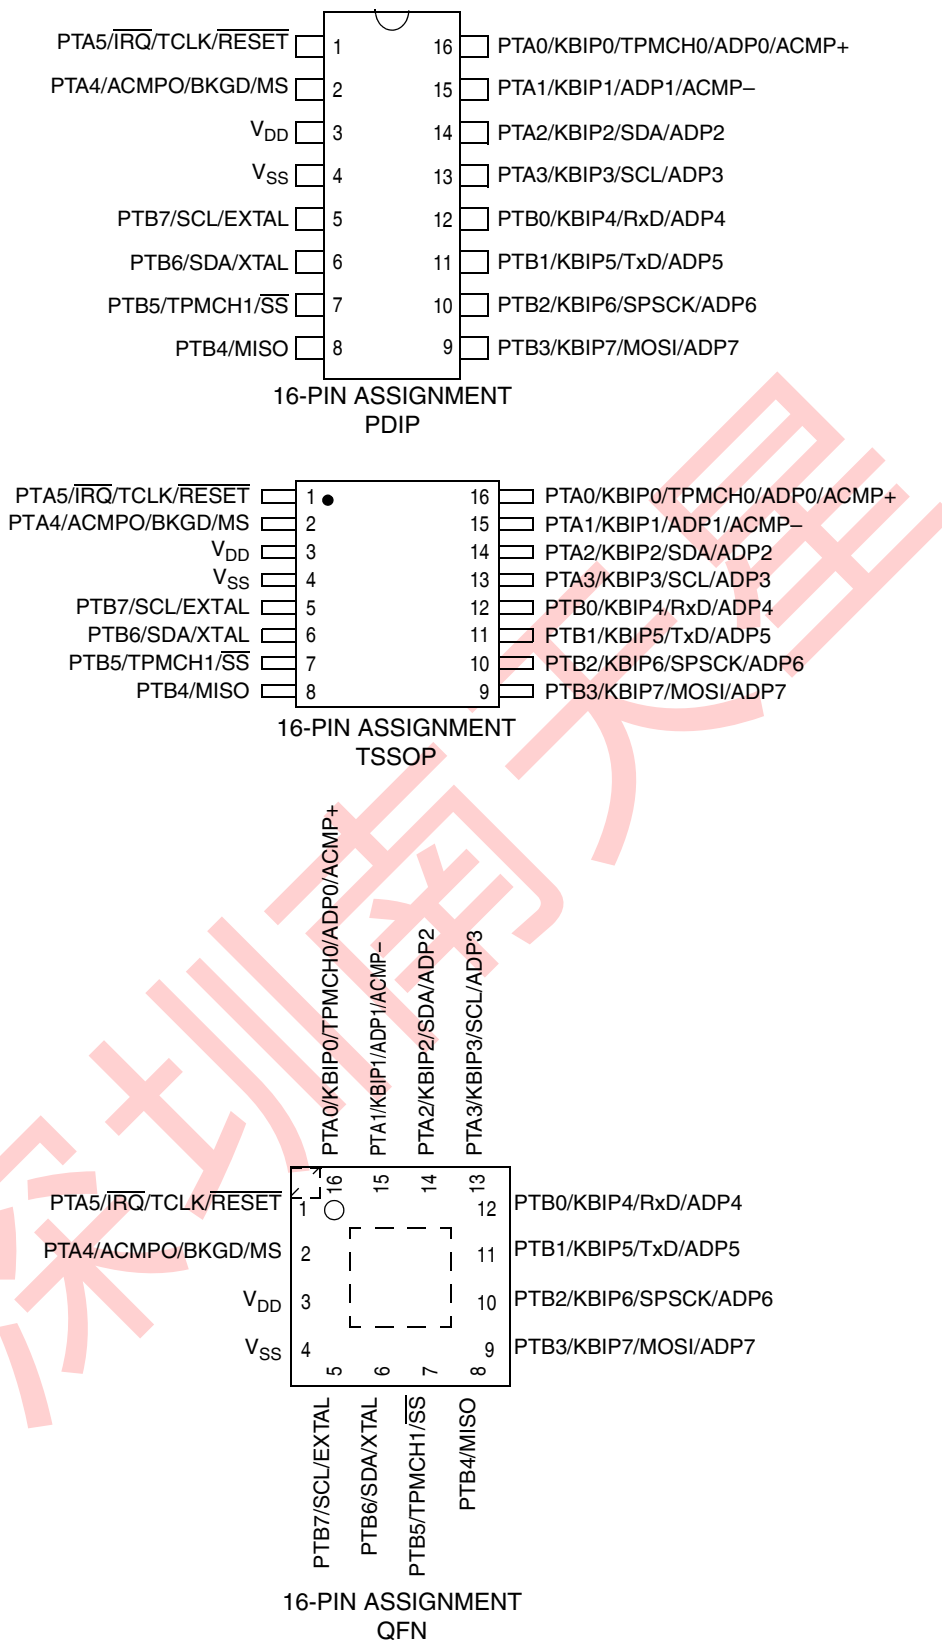 PTA5/IRQ/TCLK/RESET 1 16 PTA0/KBIP0/TPMCH0/ADP0/ACMP+
PTA4/ACMPO/BKGD/MS 2 15 PTA1/KBIP1/ADP1/ACMP–
VDD 3 14 PTA2/KBIP2/SDA/ADP2
VSS 4 13 PTA3/KBIP3/SCL/ADP3
PTB7/SCL/EXTAL 5 12 PTB0/KBIP4/RxD/ADP4
PTB6/SDA/XTAL 6 11 PTB1/KBIP5/TxD/ADP5
PTB5/TPMCH1/SS 7 10 PTB2/KBIP6/SPSCK/ADP6
PTB4/MISO 8 9 PTB3/KBIP7/MOSI/ADP7
16-PIN ASSIGNMENT
PDIP
PTA5/IRQ/TCLK/RESET 1 16 PTA0/KBIP0/TPMCH0/ADP0/ACMP+
PTA4/ACMPO/BKGD/MS 2 15 PTA1/KBIP1/ADP1/ACMP–
VDD 3 14 PTA2/KBIP2/SDA/ADP2
VSS 4 13 PTA3/KBIP3/SCL/ADP3
PTB7/SCL/EXTAL 5 12 PTB0/KBIP4/RxD/ADP4
PTB6/SDA/XTAL 6 11 PTB1/KBIP5/TxD/ADP5
PTB5/TPMCH1/SS 7 10 PTB2/KBIP6/SPSCK/ADP6
PTB4/MISO 8 9 PTB3/KBIP7/MOSI/ADP7
16-PIN ASSIGNMENT
TSSOP
PTA0/KBIP0/TPMCH0/ADP0/ACMP+
PTA1/KBIP1/ADP1/ACMP–
PTA2/KBIP2/SDA/ADP2
PTA3/KBIP3/SCL/ADP3
16 15 14 13
PTA5/IRQ/TCLK/RESET 1 12 PTB0/KBIP4/RxD/ADP4
PTA4/ACMPO/BKGD/MS 2 11 PTB1/KBIP5/TxD/ADP5
VDD 3 10 PTB2/KBIP6/SPSCK/ADP6
VSS 4 9 PTB3/KBIP7/MOSI/ADP7
5 6 7 8
PTB7/SCL/EXTAL
PTB6/SDA/XTAL
PTB5/TPMCH1/SS
PTB4/MISO
16-PIN ASSIGNMENT
QFN
深圳南天星